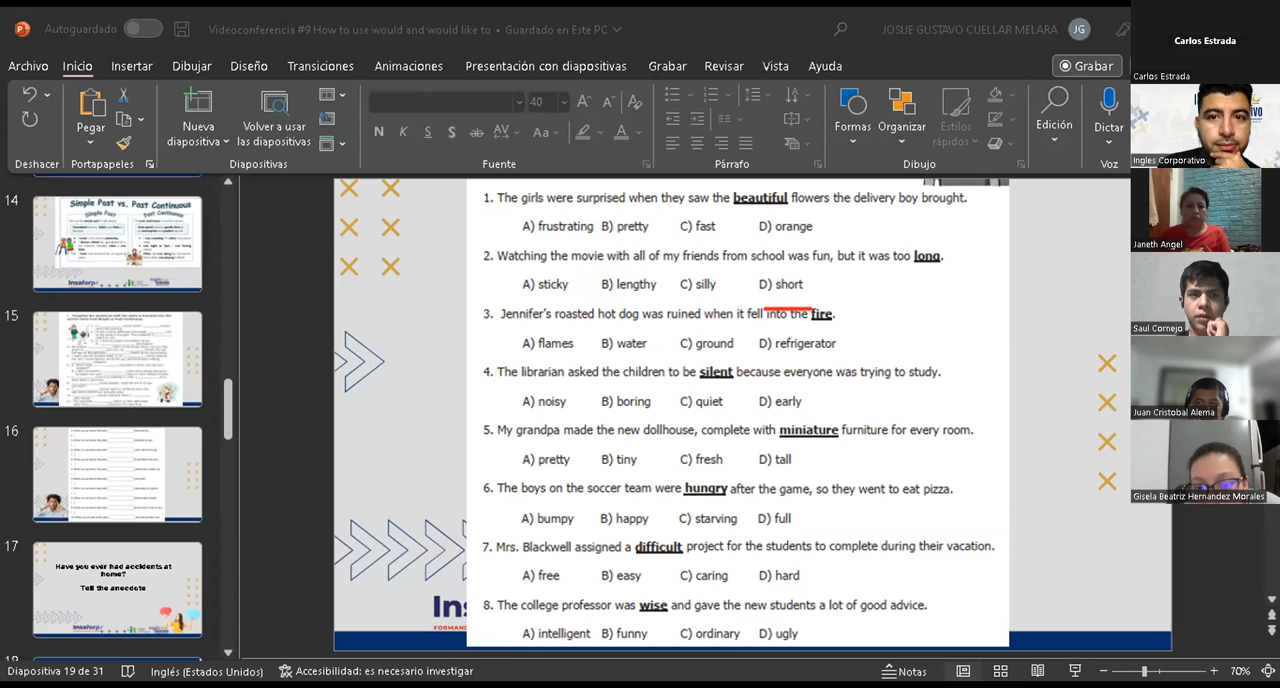 Autoguardado
Videoconferencia #9 How to use would and would like to • Guardado en Este PC
JOSUE GUSTAVO CUELLAR MELARA
JG
Archivo Inicio Insertar Dibujar Diseño Transiciones Animaciones Presentación con diapositivas Grabar Revisar Vista Ayuda
Grabar
Pegar
Nueva diapositiva
Volver a usar las diapositivas
40
N K S S ab AV Aa A
Formas
Organizar
Estilos rápidos
Edición
Dictar
Deshacer Portapapeles Diapositivas Fuente Párrafo Dibujo Voz
14
Simple Past vs. Past Continuous
Insaforp
15
16
17
Have you ever had accidents at home?
Tell the anecdote
Insaforp
1. The girls were surprised when they saw the beautiful flowers the delivery boy brought.
A) frustrating B) pretty C) fast D) orange
2. Watching the movie with all of my friends from school was fun, but it was too long.
A) sticky B) lengthy C) silly D) short
3. Jennifer's roasted hot dog was ruined when it fell into the fire.
A) flames B) water C) ground D) refrigerator
4. The librarian asked the children to be silent because everyone was trying to study.
A) noisy B) boring C) quiet D) early
5. My grandpa made the new dollhouse, complete with miniature furniture for every room.
A) pretty B) tiny C) fresh D) tall
6. The boys on the soccer team were hungry after the game, so they went to eat pizza.
A) bumpy B) happy C) starving D) full
7. Mrs. Blackwell assigned a difficult project for the students to complete during their vacation.
A) free B) easy C) caring D) hard
8. The college professor was wise and gave the new students a lot of good advice.
A) intelligent B) funny C) ordinary D) ugly
Carlos Estrada
Carlos Estrada
Ingles Corporativo
Janeth Angel
Saul Cornejo
Juan Cristobal Alema
Gisela Beatriz Hernandez Morales
Diapositiva 19 de 31
Inglés (Estados Unidos)
Accesibilidad: es necesario investigar
Notas
70%